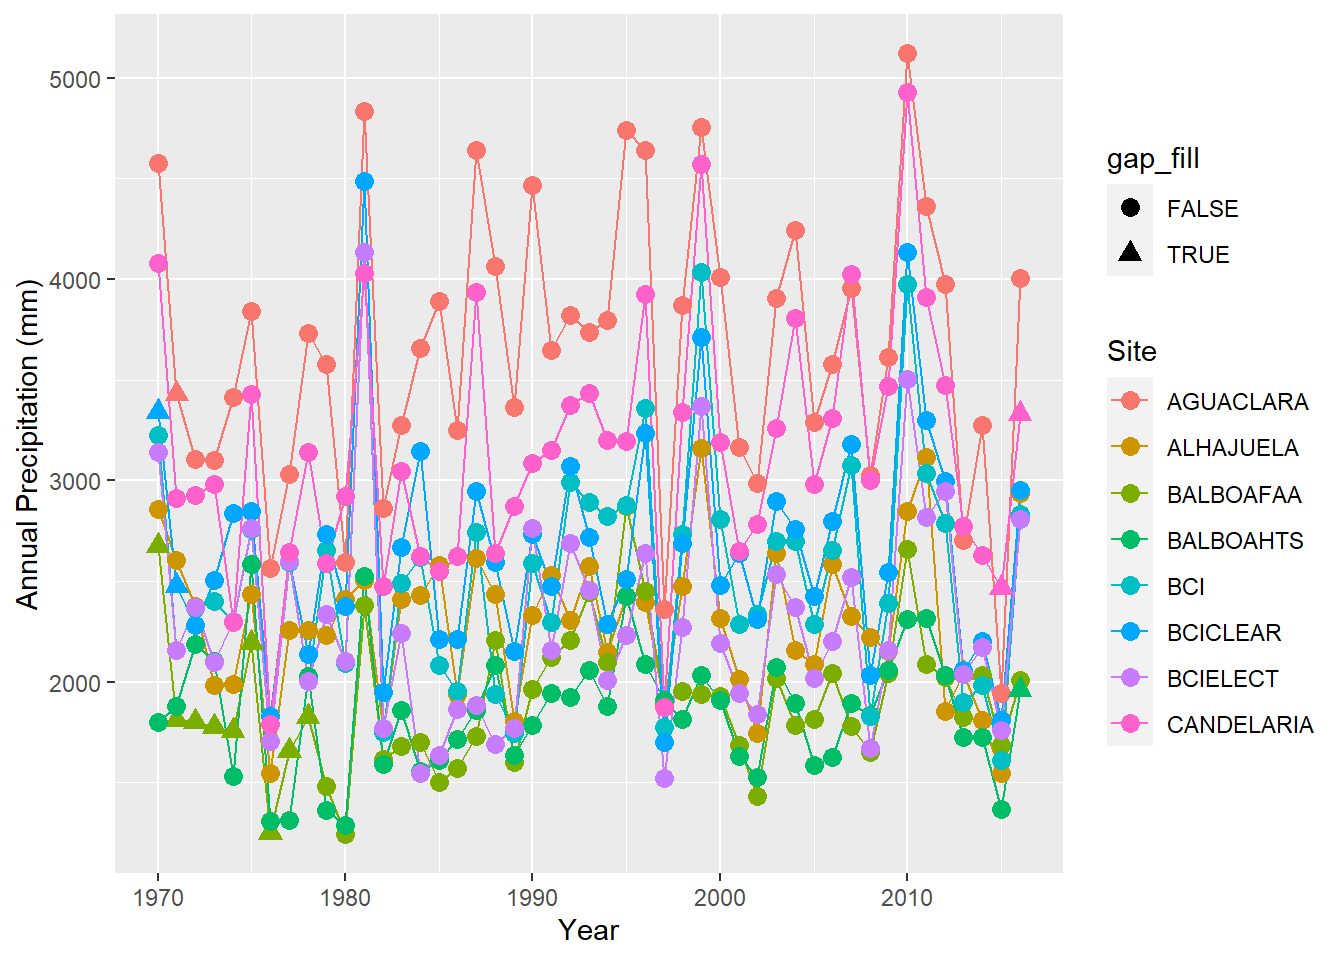 5000
4000
3000
2000
Annual Precipitation (mm)
1970
1980
1990
2000
2010
Year
gap_fill
FALSE
TRUE
Site
AGUACLARA
ALHAJUELA
BALBOAFAA
BALBOAHTS
BCI
BCICLEAR
BCIELECT
CANDELARIA